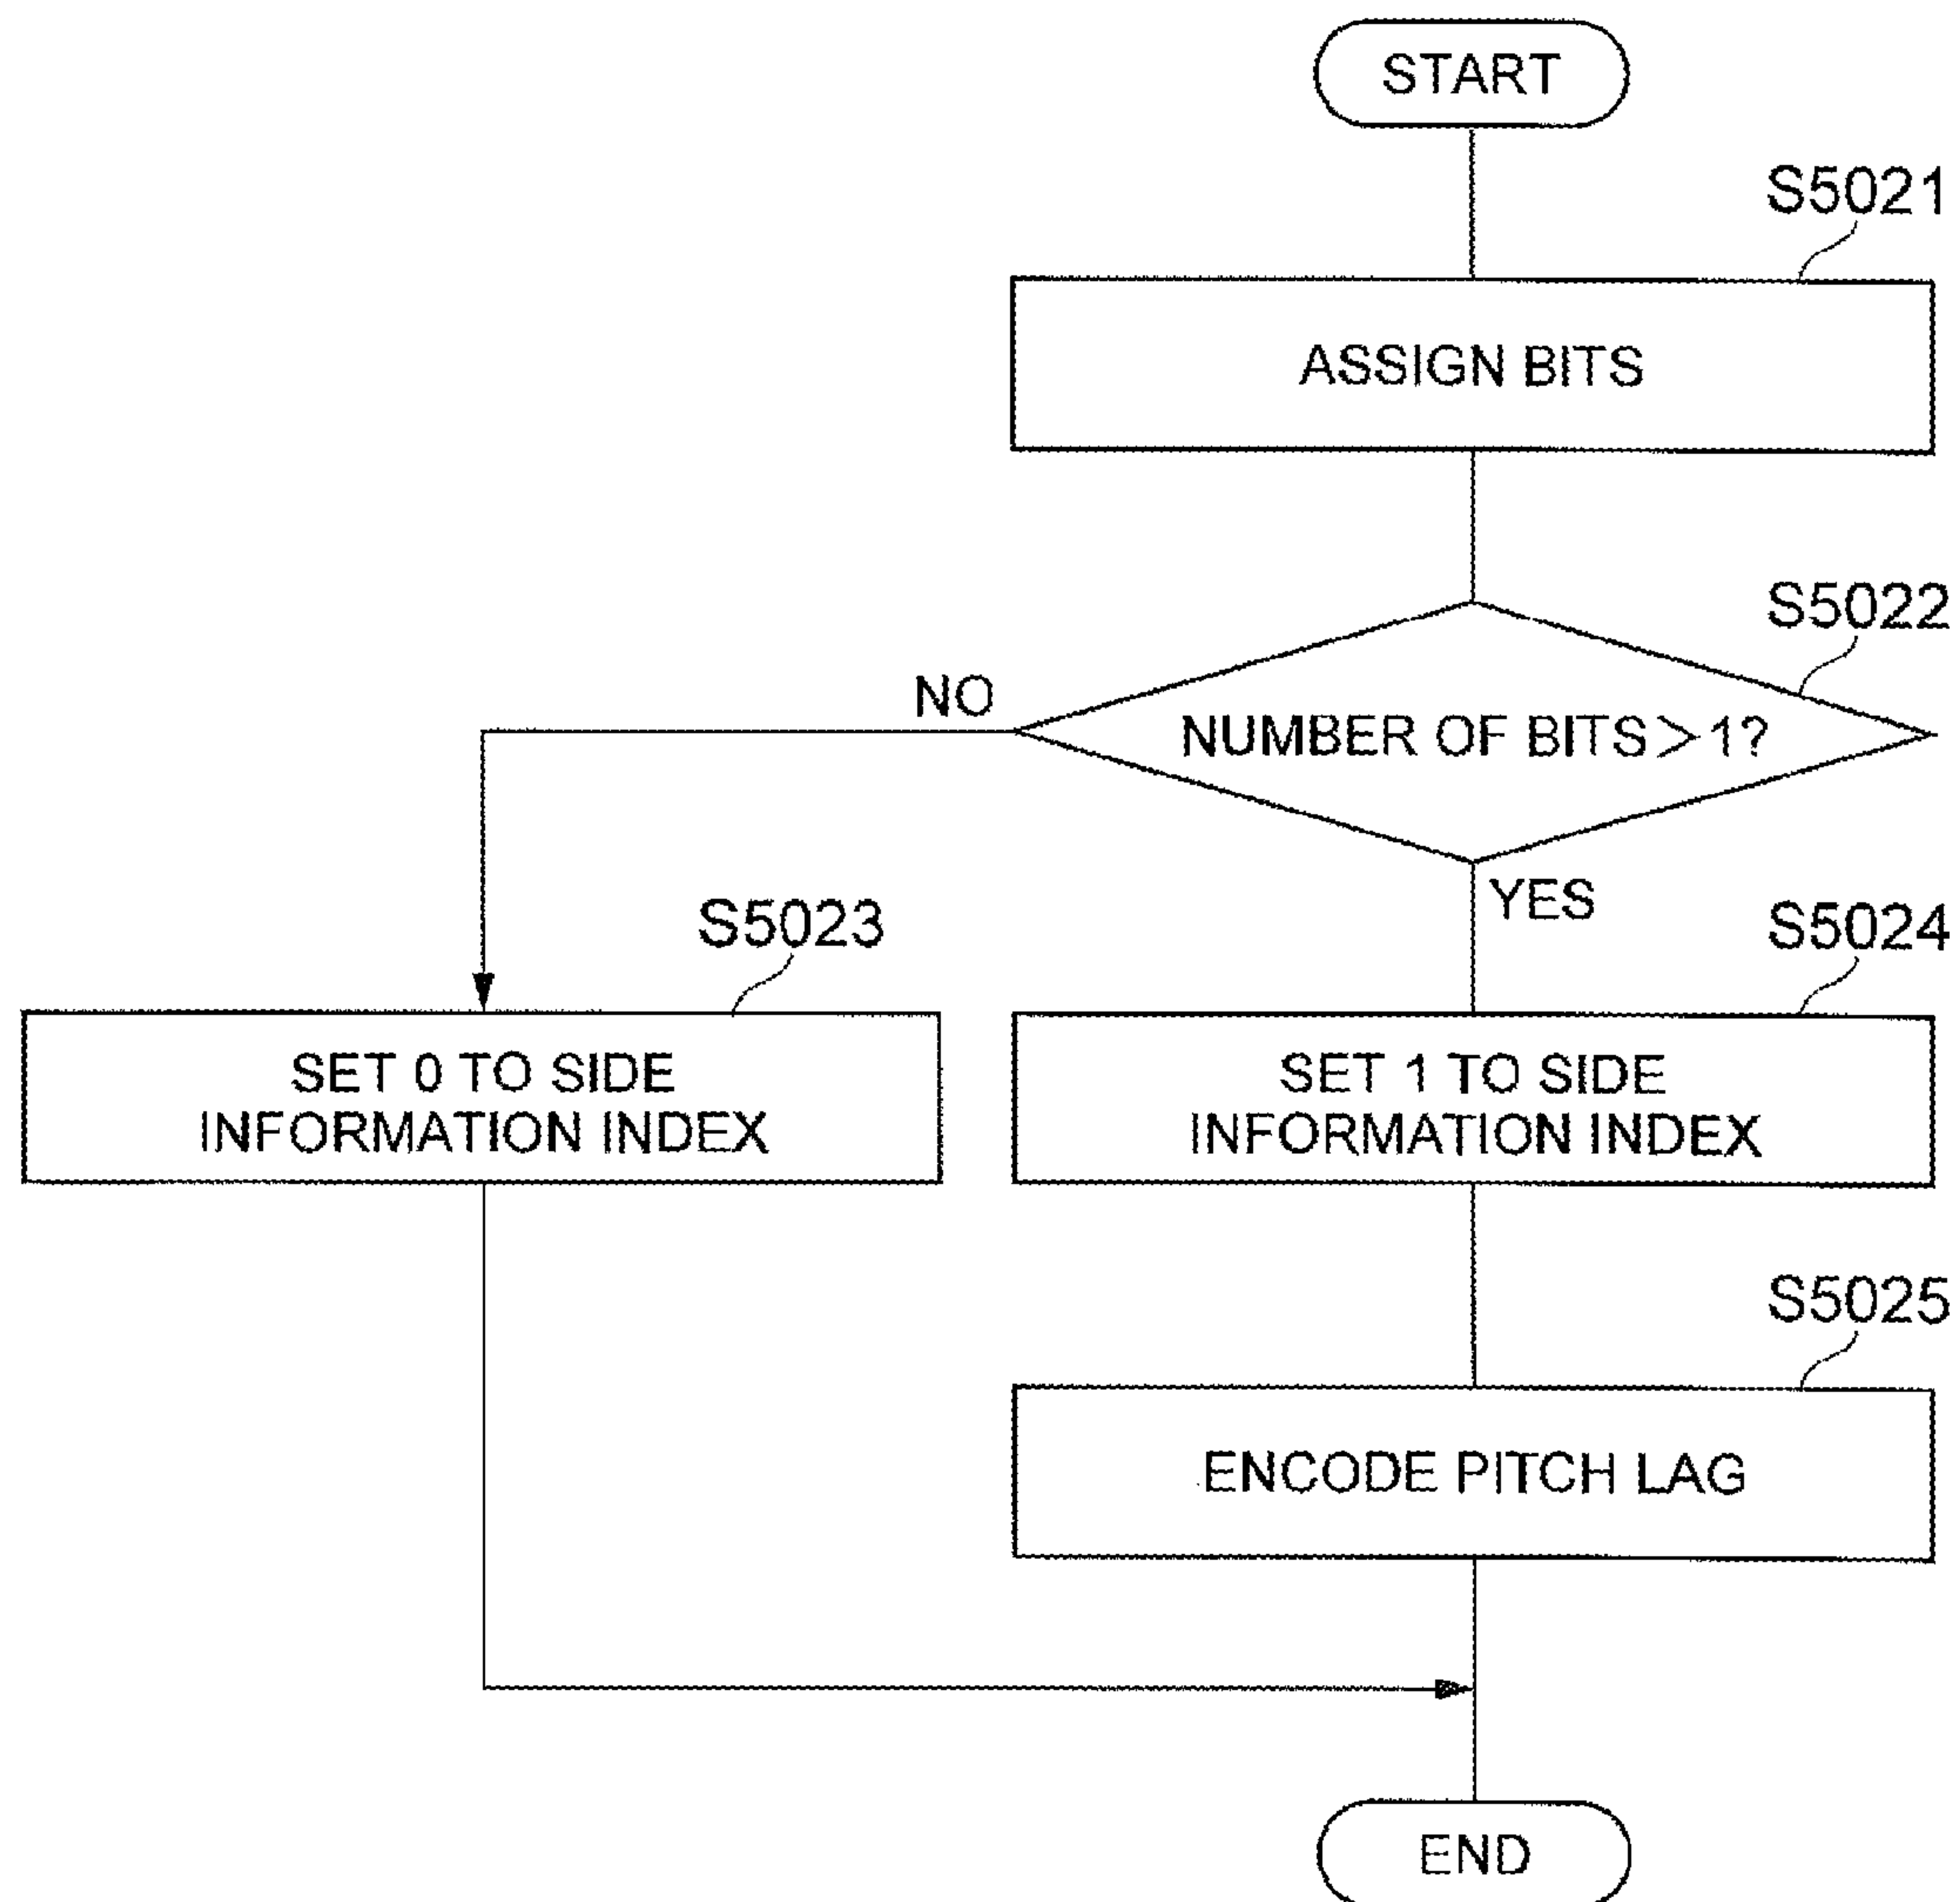 START
S5021
ASSIGN BITS
S5022
NO
NUMBER OF BITS>1?
YES
S5023
S5024
SET 0 TO SIDE
INFORMATION INDEX
SET 1 TO SIDE
INFORMATION INDEX
S5025
ENCODE PITCH LAG
END